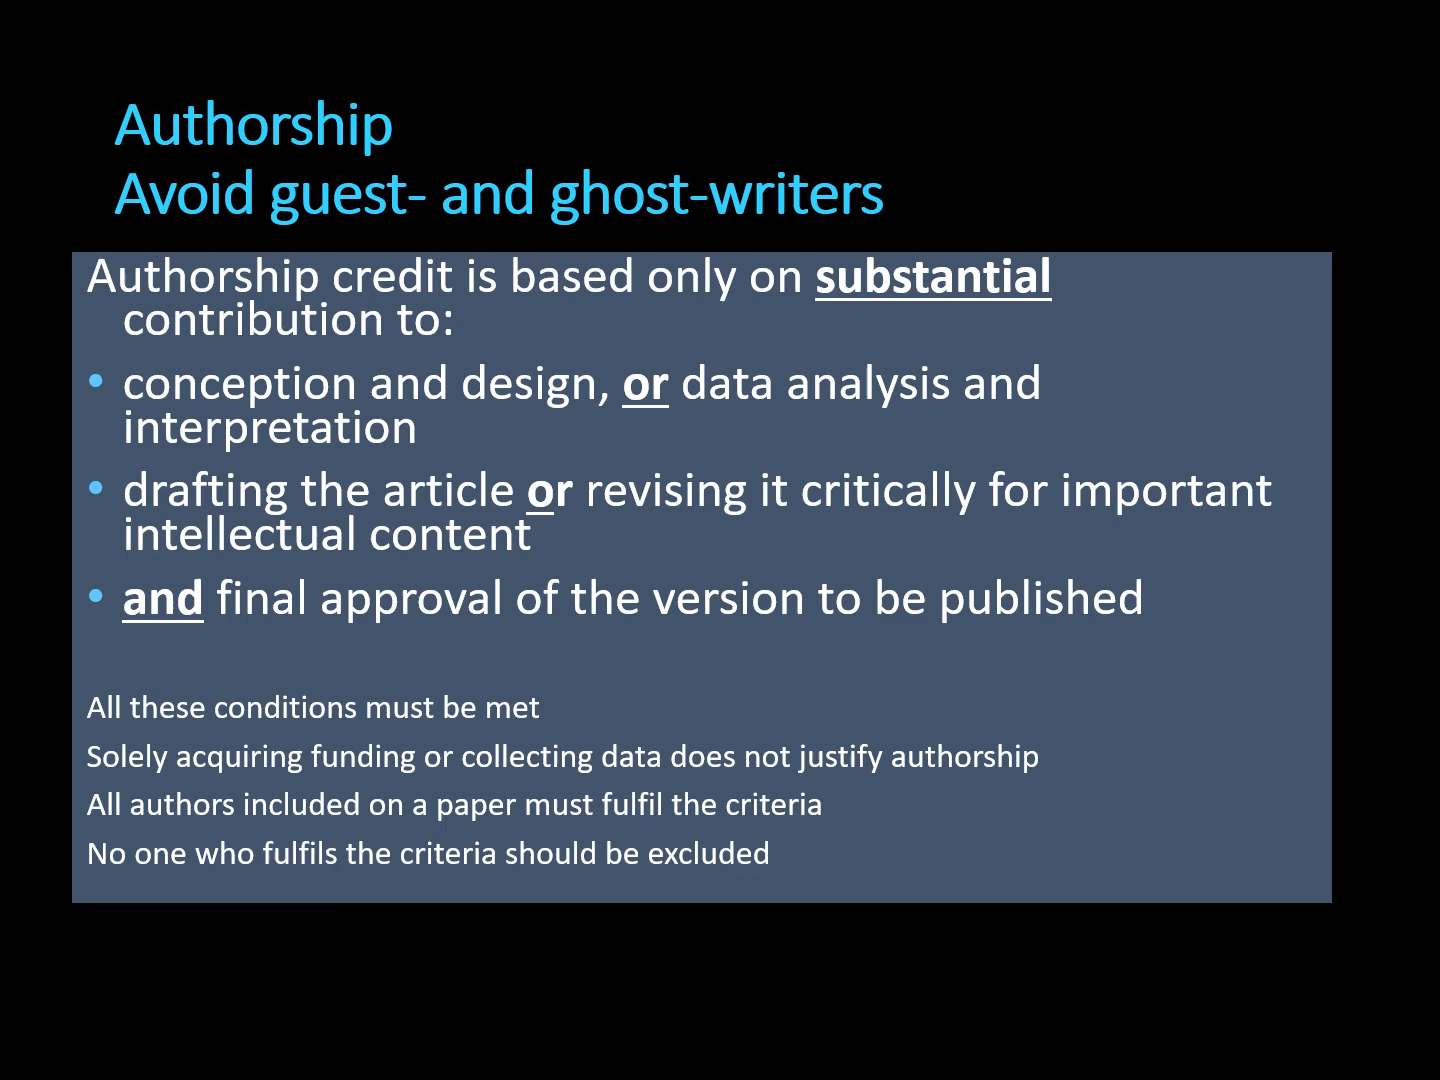 Authorship
Avoid guest- and ghost-writers
Authorship credit is based only on substantial
contribution to:
• conception and design, or data analysis and
interpretation
• drafting the article or revising it critically for important
intellectual content
• and final approval of the version to be published
All these conditions must be met
Solely acquiring funding or collecting data does not justify authorship
All authors included on a paper must fulfil the criteria
No one who fulfils the criteria should be excluded